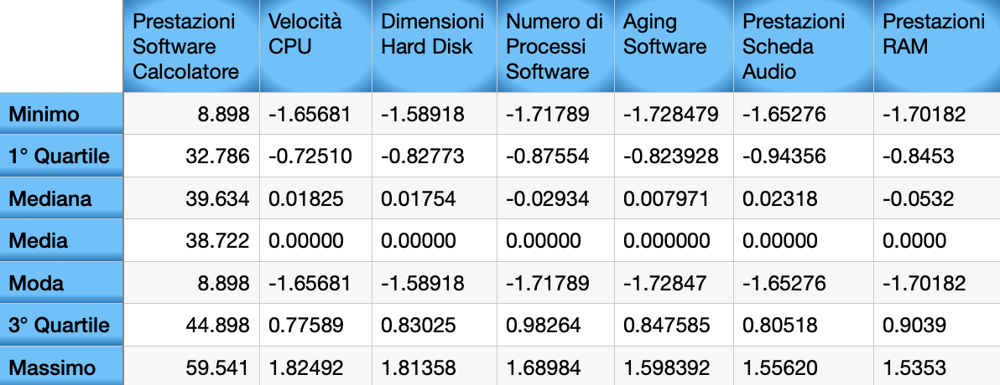 Prestazioni Software Calcolatore Velocità CPU Dimensioni Hard Disk Numero di Processi Software Aging Software Prestazioni Scheda Audio Prestazioni RAM
Minimo 8.898 -1.65681 -1.58918 -1.71789 -1.728479 -1.65276 -1.70182
1° Quartile 32.786 -0.72510 -0.82773 -0.87554 -0.823928 -0.94356 -0.8453
Mediana 39.634 0.01825 0.01754 -0.02934 0.007971 0.02318 -0.0532
Media 38.722 0.00000 0.00000 0.00000 0.000000 0.00000 0.0000
Moda 8.898 -1.65681 -1.58918 -1.71789 -1.72847 -1.65276 -1.70182
3° Quartile 44.898 0.77589 0.83025 0.98264 0.847585 0.80518 0.9039
Massimo 59.541 1.82492 1.81358 1.68984 1.598392 1.55620 1.5353